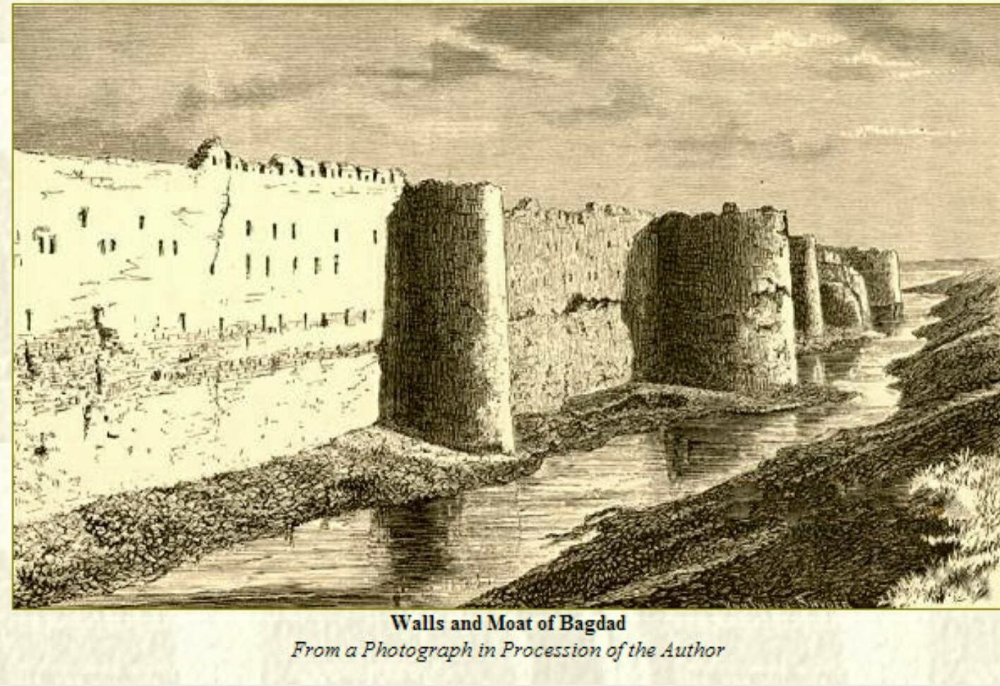 Walls and Moat of Bagdad
From a Photograph in Procession of the Author